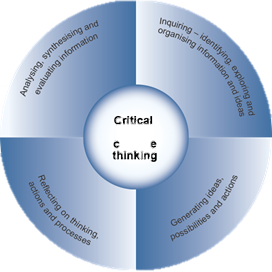 Analysing, synthesising and
evaluating information
Inquiring – identifying, exploring and
organising information and ideas
Critical
thinking
Reflecting on thinking,
actions and processes
Generating ideas,
possibilities and actions